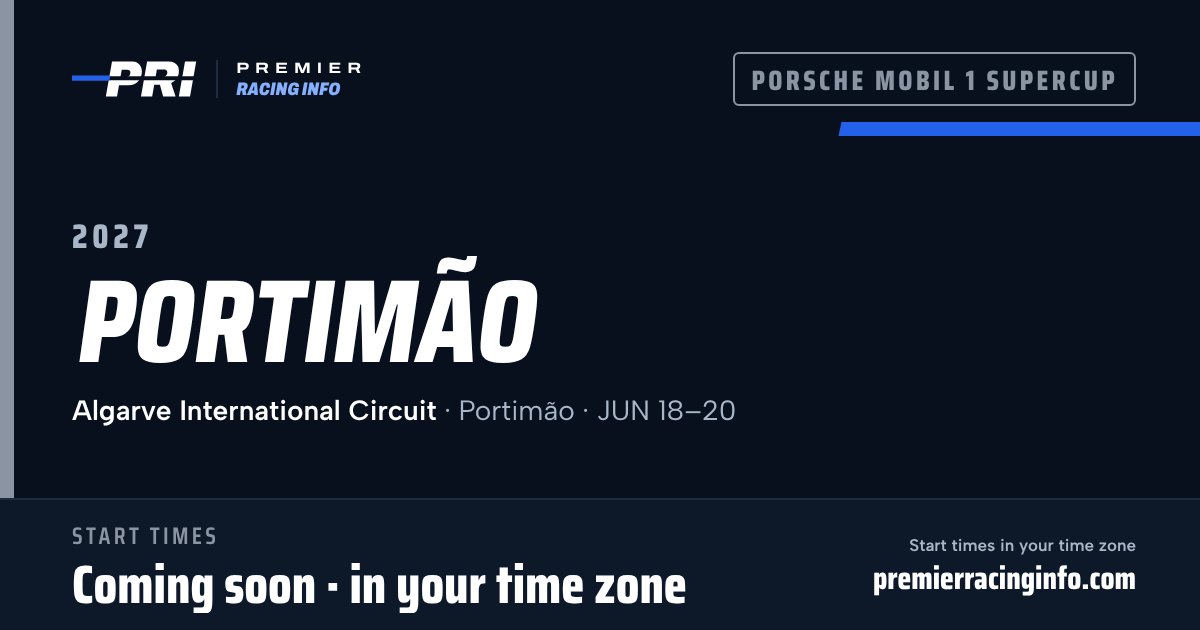 PRI
PREMIER
RACING INFO
PORSCHE MOBIL 1 SUPERCUP
2027
PORTIMÃO
Algarve International Circuit · Portimão · JUN 18–20
START TIMES
Coming soon · in your time zone
Start times in your time zone
premierracinginfo.com